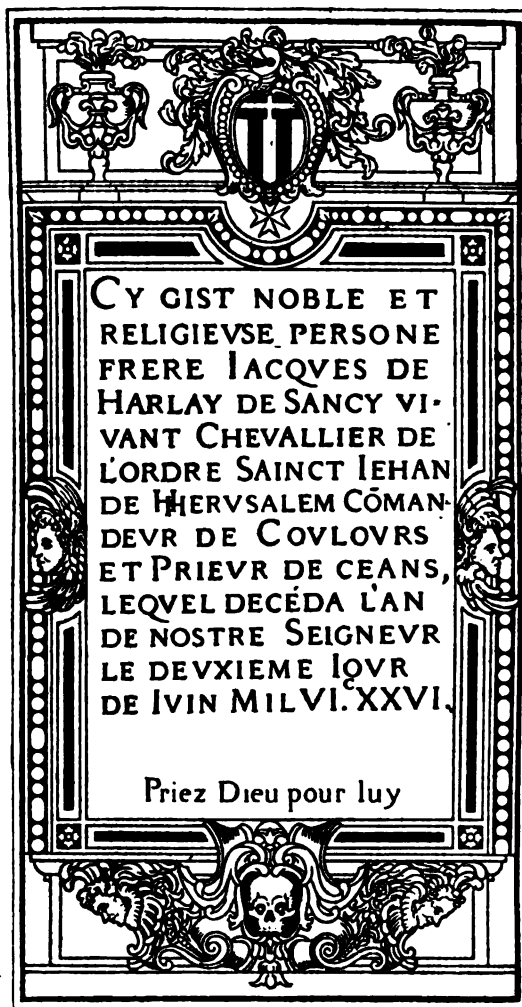 CY GIST NOBLE ET
RELIGIEVSE PERSONE
FRERE IACQVES DE
HARLAY DE SANCY VI-
VANT CHEVALLIER DE
L'ORDRE SAINCT IEHAN
DE HIERVSALEM COMAN-
DEVR DE COVLOVRS
ET PRIEVR DE CEANS,
LEQVEL DECÉDA L'AN
DE NOSTRE SEIGNEVR
LE DEVXIEME IOVR
DE IVIN MIL VI. XXVI.
Priez Dieu pour luy